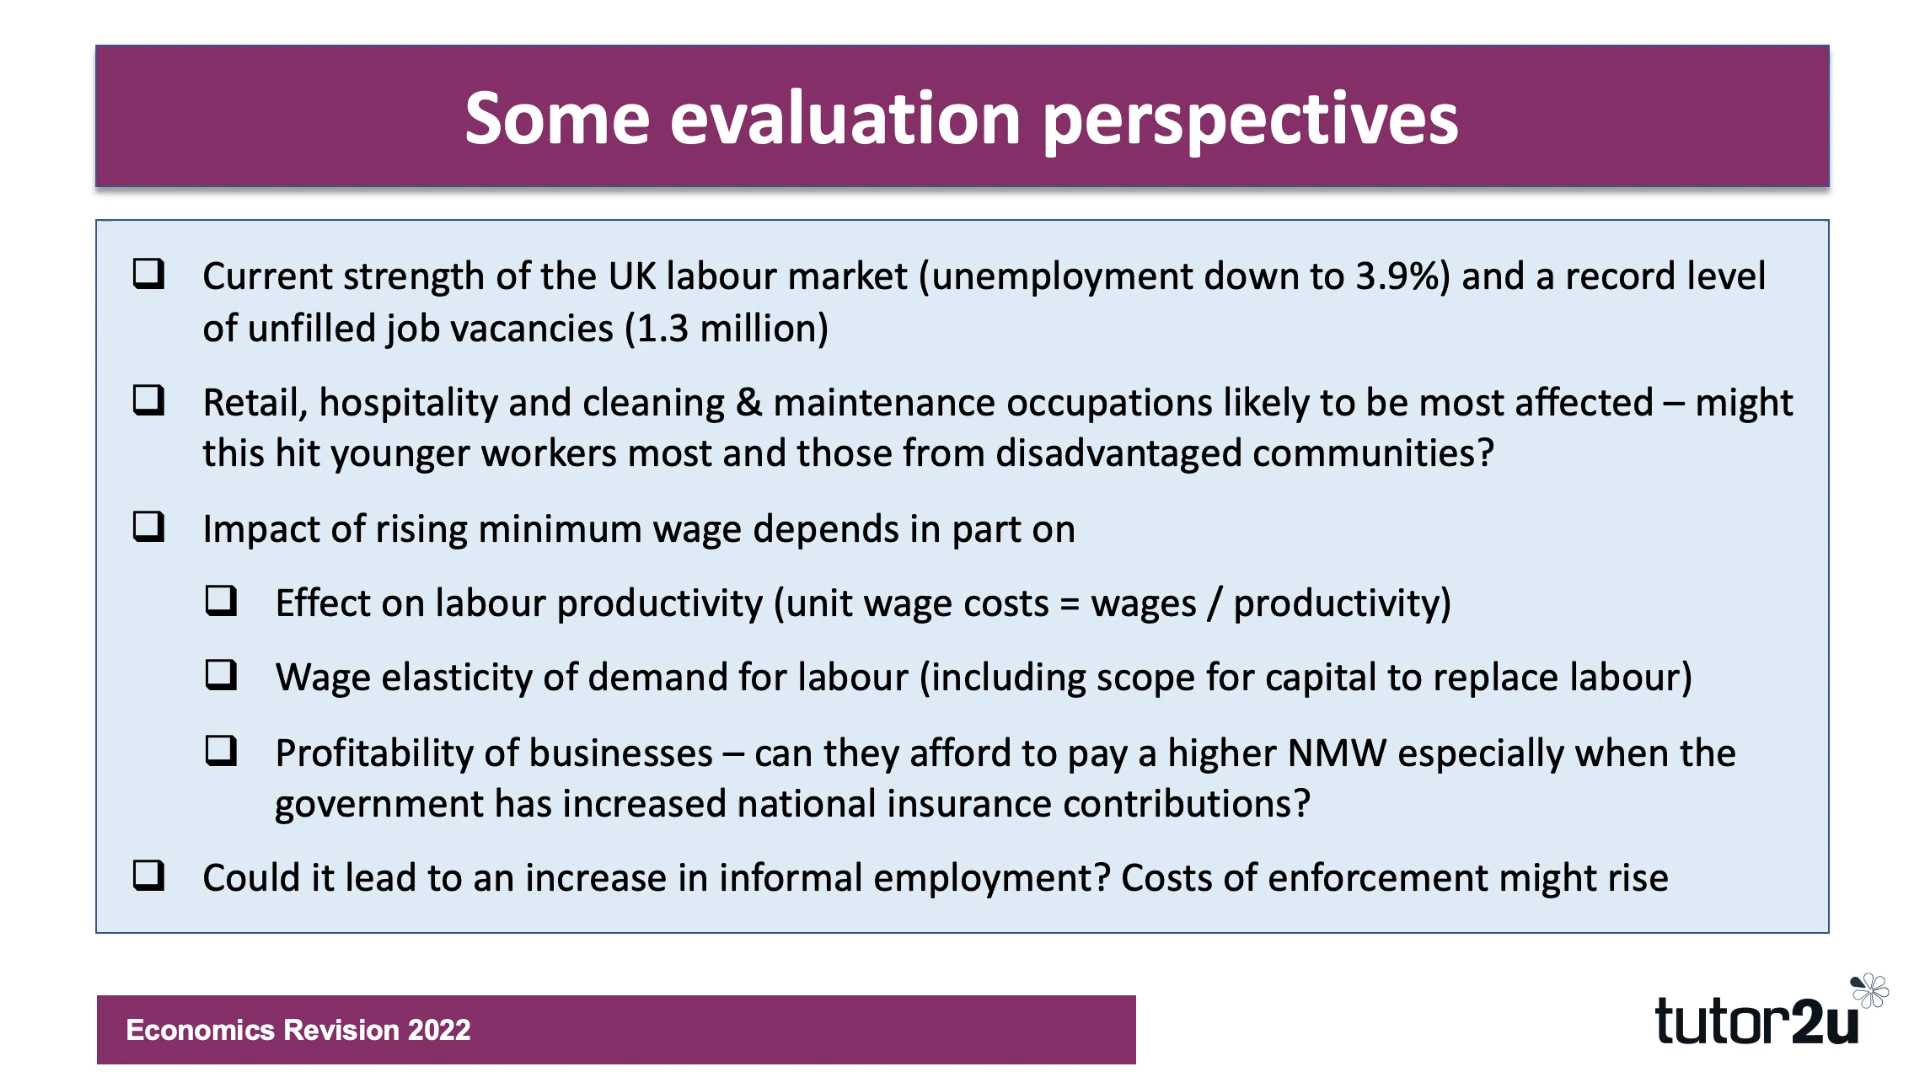 Some evaluation perspectives
Current strength of the UK labour market (unemployment down to 3.9%) and a record level
of unfilled job vacancies (1.3 million)
Retail, hospitality and cleaning & maintenance occupations likely to be most affected – might
this hit younger workers most and those from disadvantaged communities?
Impact of rising minimum wage depends in part on
Effect on labour productivity (unit wage costs = wages / productivity)
Wage elasticity of demand for labour (including scope for capital to replace labour)
Profitability of businesses – can they afford to pay a higher NMW especially when the
government has increased national insurance contributions?
Could it lead to an increase in informal employment? Costs of enforcement might rise
Economics Revision 2022
tutor2u